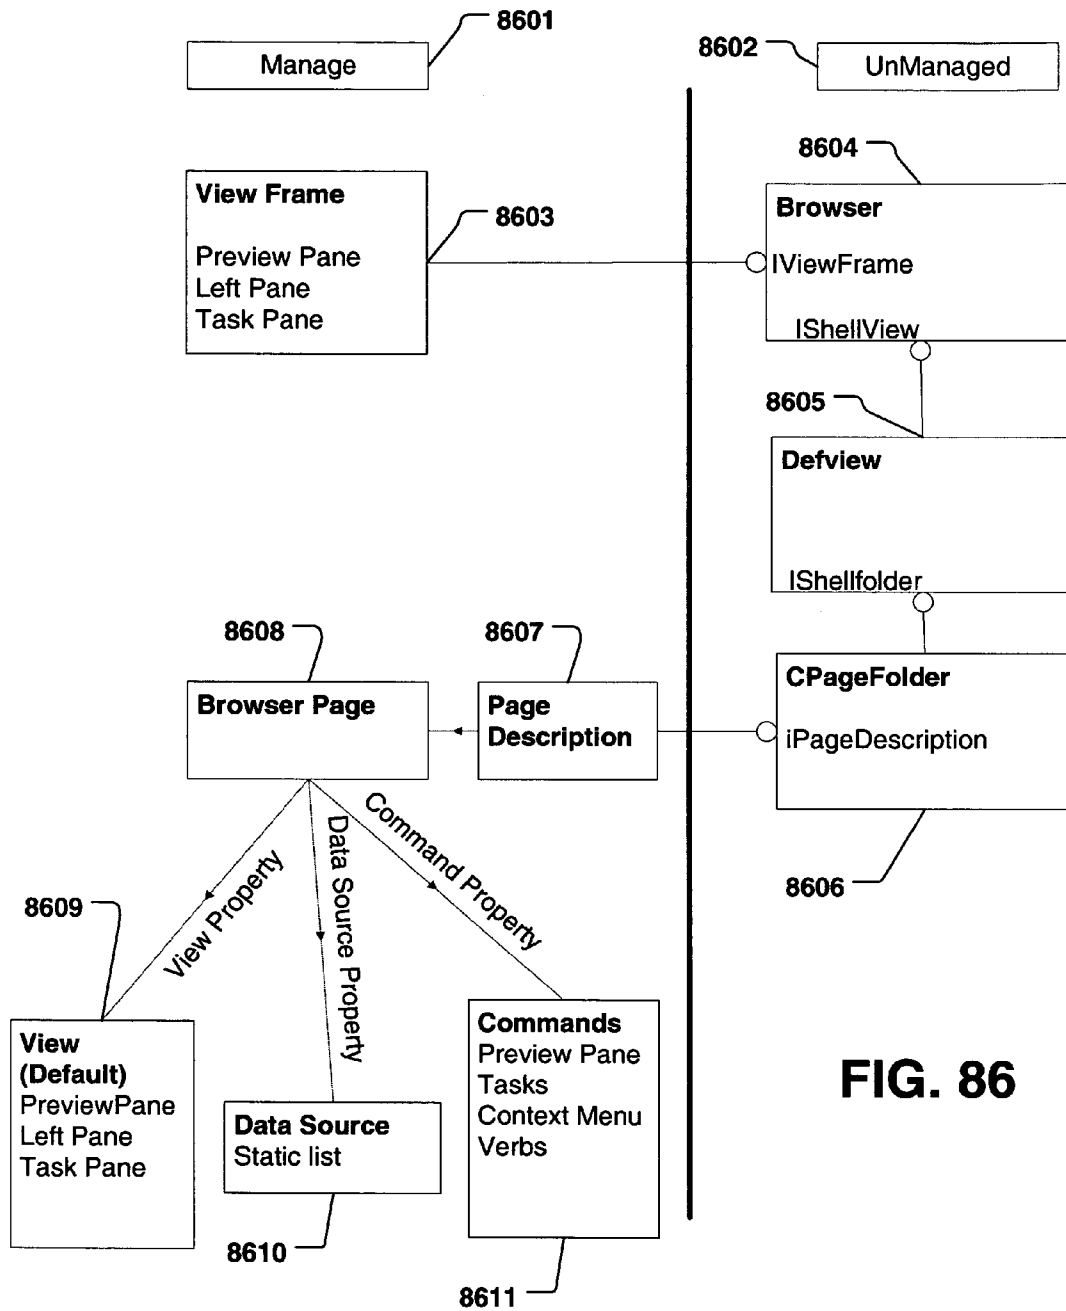 8601
Manage
8602
UnManaged
8604
View Frame
Preview Pane
Left Pane
Task Pane
8603
Browser
IViewFrame
IShellView
8605
Defview
IShellfolder
8608
8607
Browser Page
Page
Description
CPageFolder
iPageDescription
8606
View Property
Data Source Property
Command Property
8609
View
(Default)
PreviewPane
Left Pane
Task Pane
Data Source
Static list
8610
Commands
Preview Pane
Tasks
Context Menu
Verbs
8611
FIG. 86